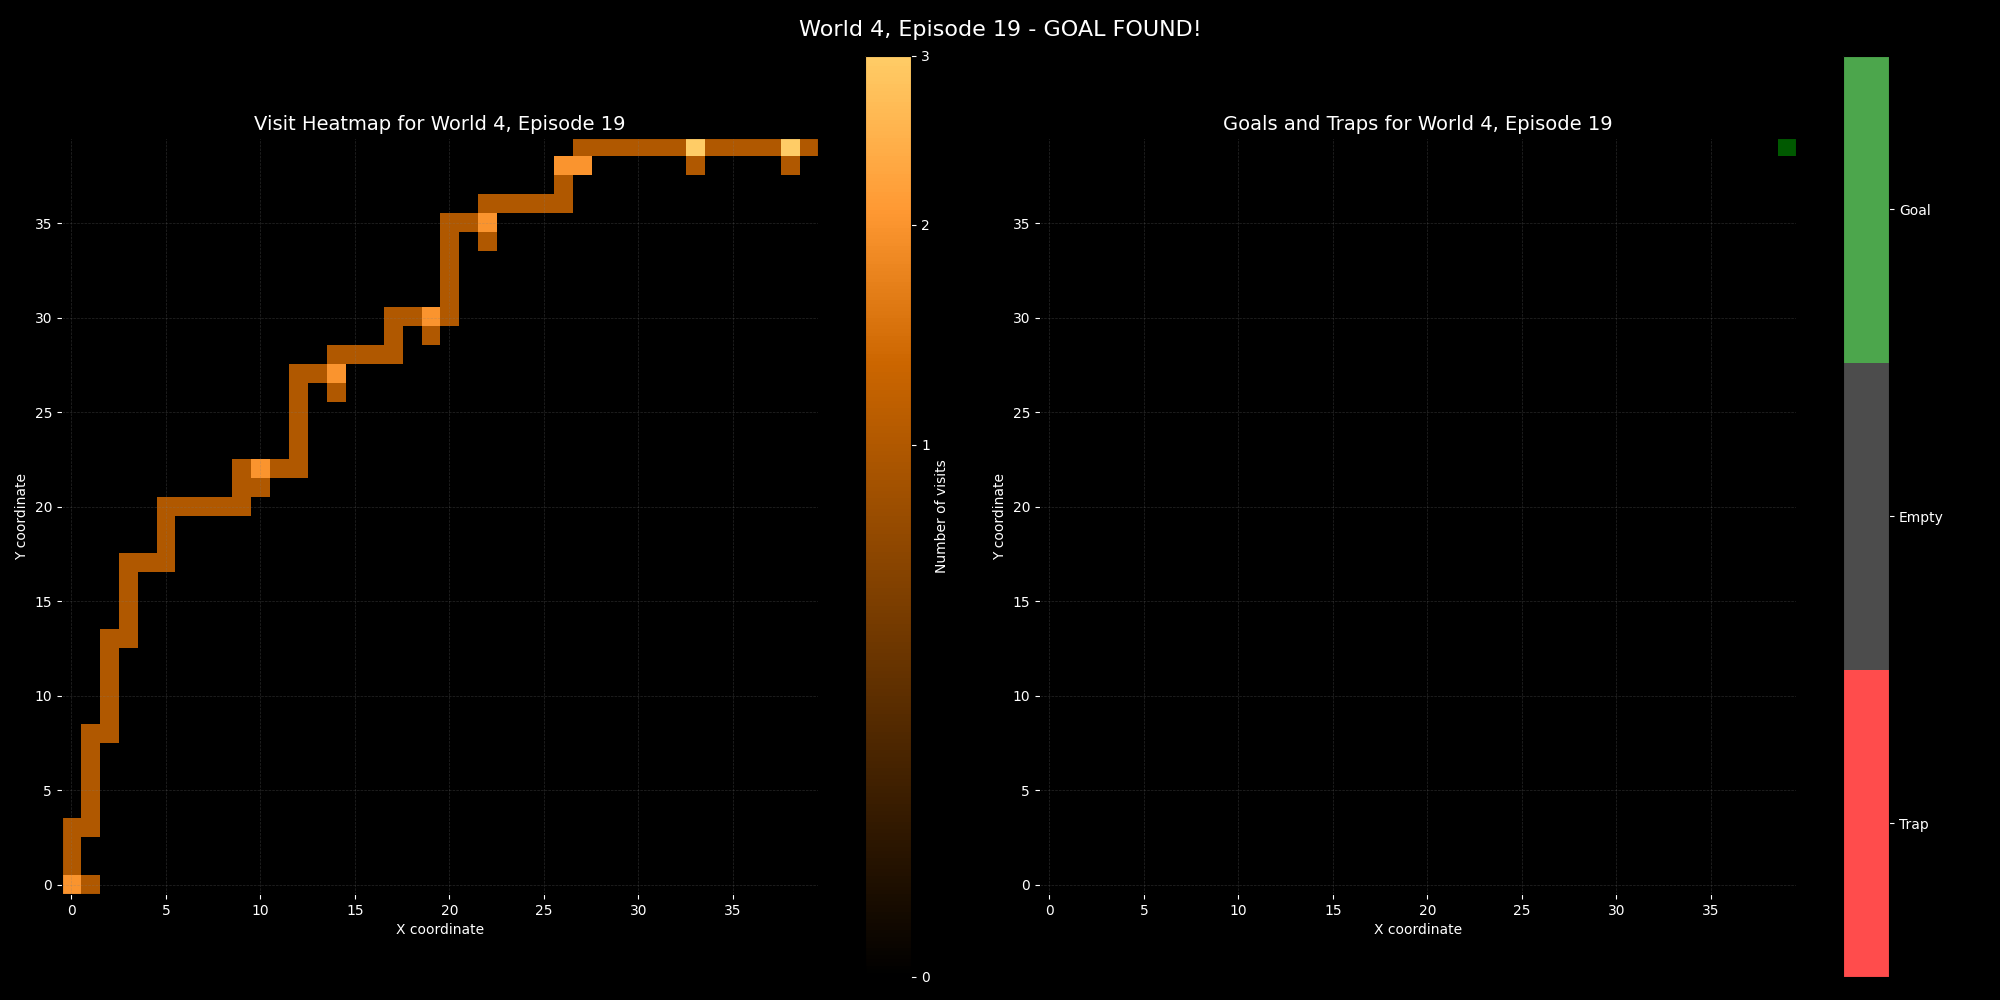 World 4, Episode 19 - GOAL FOUND!
Visit Heatmap for World 4, Episode 19
Y coordinate
35
30
25
20
15
10
5
0
0 5 10 15 20 25 30 35
X coordinate
3
2
1
0
Number of visits
Goals and Traps for World 4, Episode 19
Y coordinate
35
30
25
20
15
10
5
0
0 5 10 15 20 25 30 35
X coordinate
Goal
Empty
Trap